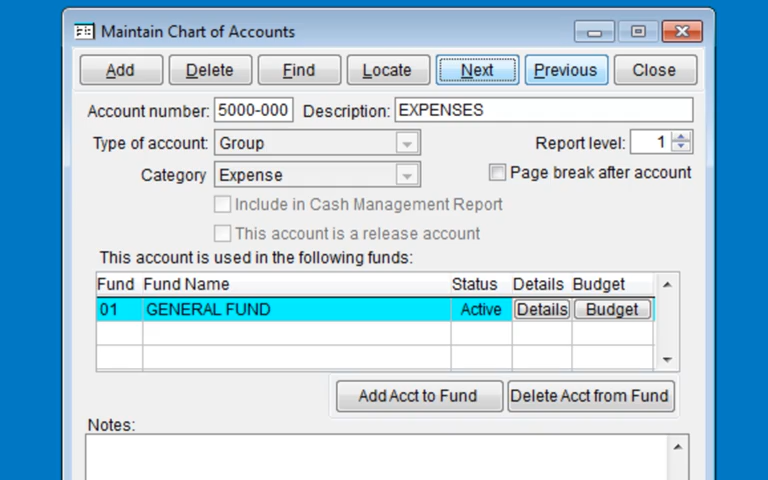 Maintain Chart of Accounts
Add Delete Find Locate Next Previous Close
Account number: 5000-000 Description: EXPENSES
Type of account: Group Report level: 1
Category Expense Page break after account
Include in Cash Management Report
This account is a release account
This account is used in the following funds:
Fund Fund Name Status Details Budget
01 GENERAL FUND Active Details Budget
Add Acct to Fund Delete Acct from Fund
Notes: